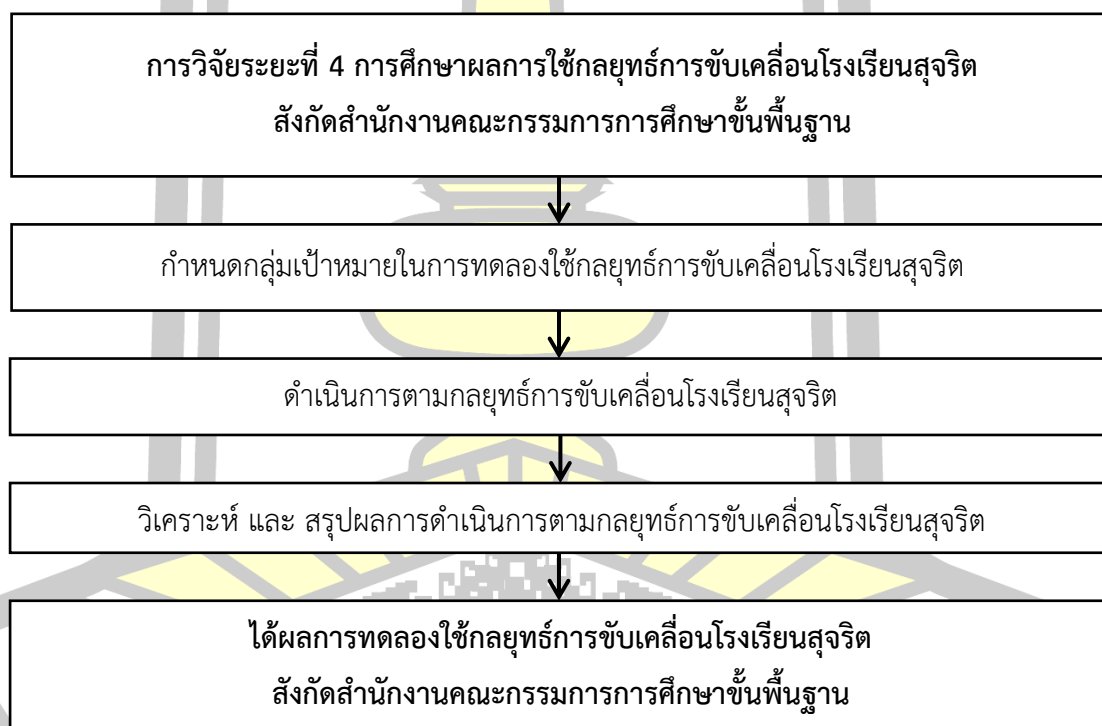 การวิจัยระยะที่ 4 การศึกษาผลการใช้กลยุทธ์การขับเคลื่อนโรงเรียนสุจริต
สังกัดสำนักงานคณะกรรมการการศึกษาขั้นพื้นฐาน
กำหนดกลุ่มเป้าหมายในการทดลองใช้กลยุทธ์การขับเคลื่อนโรงเรียนสุจริต
ดำเนินการตามกลยุทธ์การขับเคลื่อนโรงเรียนสุจริต
วิเคราะห์ และ สรุปผลการดำเนินการตามกลยุทธ์การขับเคลื่อนโรงเรียนสุจริต
ได้ผลการทดลองใช้กลยุทธ์การขับเคลื่อนโรงเรียนสุจริต
สังกัดสำนักงานคณะกรรมการการศึกษาขั้นพื้นฐาน